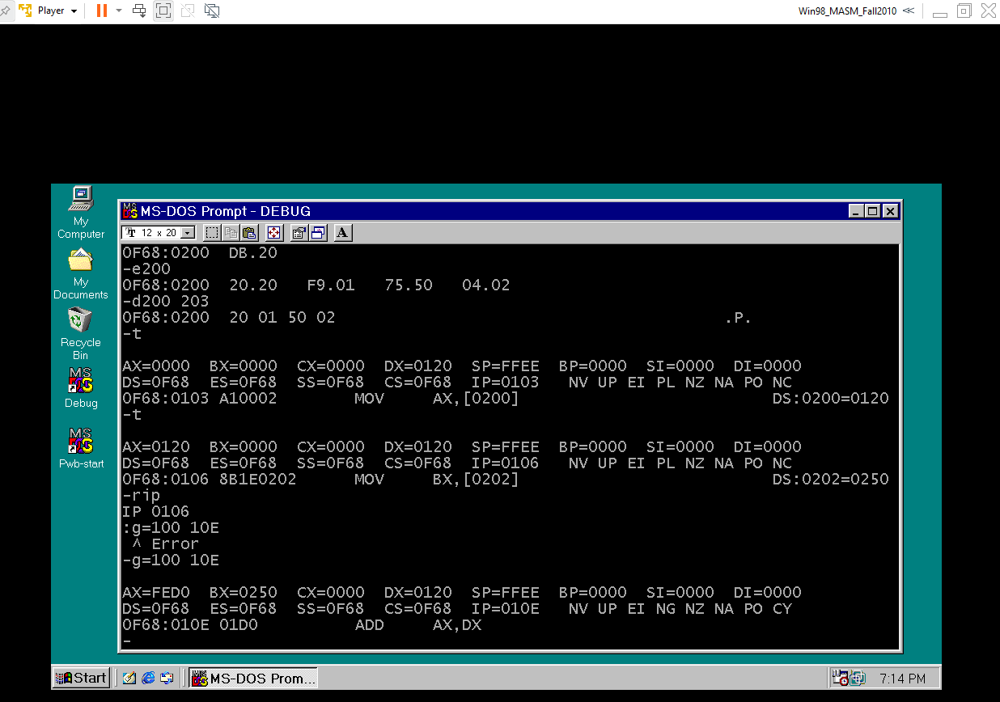 Player
Win98_MASM_Fall2010
My
Computer
My
Documents
Recycle
Bin
Debug
Pwb-start
MS-DOS Prompt - DEBUG
12 x 20
A
0F68:0200  DB.20
-e200
0F68:0200  20.20   F9.01   75.50   04.02
-d200 203
0F68:0200  20 01 50 02                                         .P.
-t
AX=0000  BX=0000  CX=0000  DX=0120  SP=FFEE  BP=0000  SI=0000  DI=0000
DS=0F68  ES=0F68  SS=0F68  CS=0F68  IP=0103   NV UP EI PL NZ NA PO NC
0F68:0103 A10002        MOV     AX,[0200]                          DS:0200=0120
-t
AX=0120  BX=0000  CX=0000  DX=0120  SP=FFEE  BP=0000  SI=0000  DI=0000
DS=0F68  ES=0F68  SS=0F68  CS=0F68  IP=0106   NV UP EI PL NZ NA PO NC
0F68:0106 8B1E0202      MOV     BX,[0202]                          DS:0202=0250
-rip
IP 0106
:g=100 10E
 ^ Error
-g=100 10E
AX=FED0  BX=0250  CX=0000  DX=0120  SP=FFEE  BP=0000  SI=0000  DI=0000
DS=0F68  ES=0F68  SS=0F68  CS=0F68  IP=010E   NV UP EI NG NZ NA PO CY
0F68:010E 01D0          ADD     AX,DX
-
Start
MS-DOS Prom...
7:14 PM